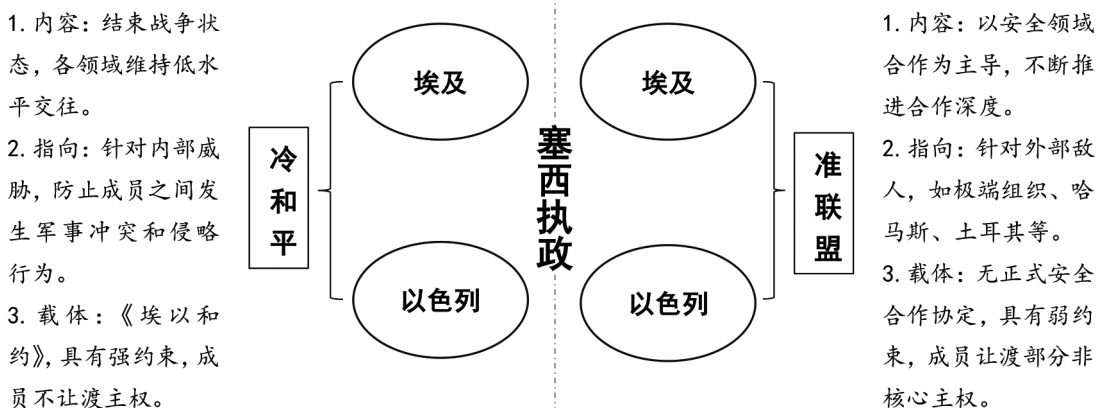 1.内容：结束战争状
态，各领域维持低水
平交往。
2.指向：针对内部威
胁，防止成员之间发
生军事冲突和侵略
行为。
3.载体：《埃以和
约》，具有强约束，成
员不让渡主权。
冷和平
埃及
以色列
塞西执政
埃及
以色列
准联盟
1.内容：以安全领域
合作为主导，不断推
进合作深度。
2.指向：针对外部敌
人，如极端组织、哈
马斯、土耳其等。
3.载体：无正式安全
合作协定，具有弱约
束，成员让渡部分非
核心主权。